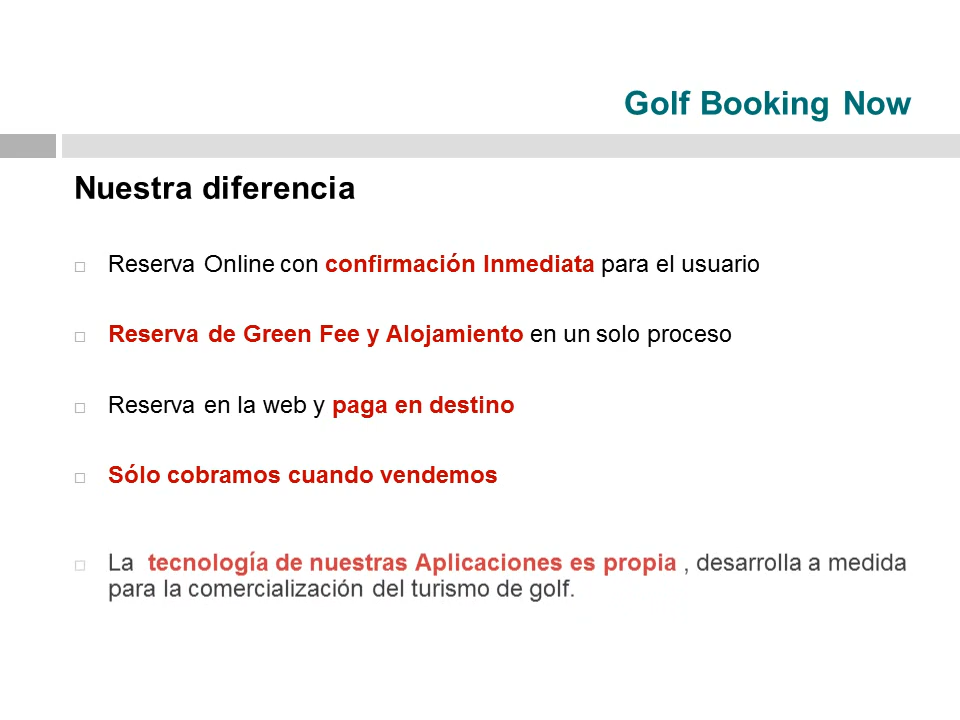 Golf Booking Now
Nuestra diferencia
Reserva Online con confirmación Inmediata para el usuario
Reserva de Green Fee y Alojamiento en un solo proceso
Reserva en la web y paga en destino
Sólo cobramos cuando vendemos
La tecnología de nuestras Aplicaciones es propia , desarrolla a medida
para la comercialización del turismo de golf.